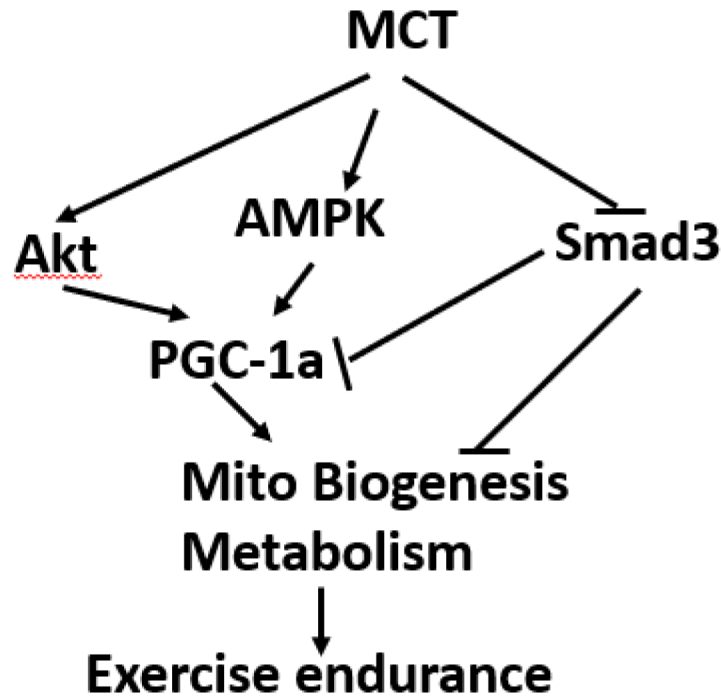 MCT
AMPK
Akt
Smad3
PGC-1a
Mito Biogenesis
Metabolism
Exercise endurance